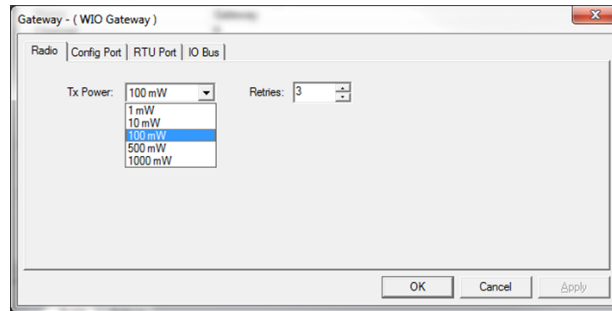 Gateway - ( WIO Gateway )
Radio Config Port RTU Port IO Bus
Tx Power: 100 mW Retries: 3
1 mW
10 mW
100 mW
500 mW
1000 mW
OK Cancel Apply